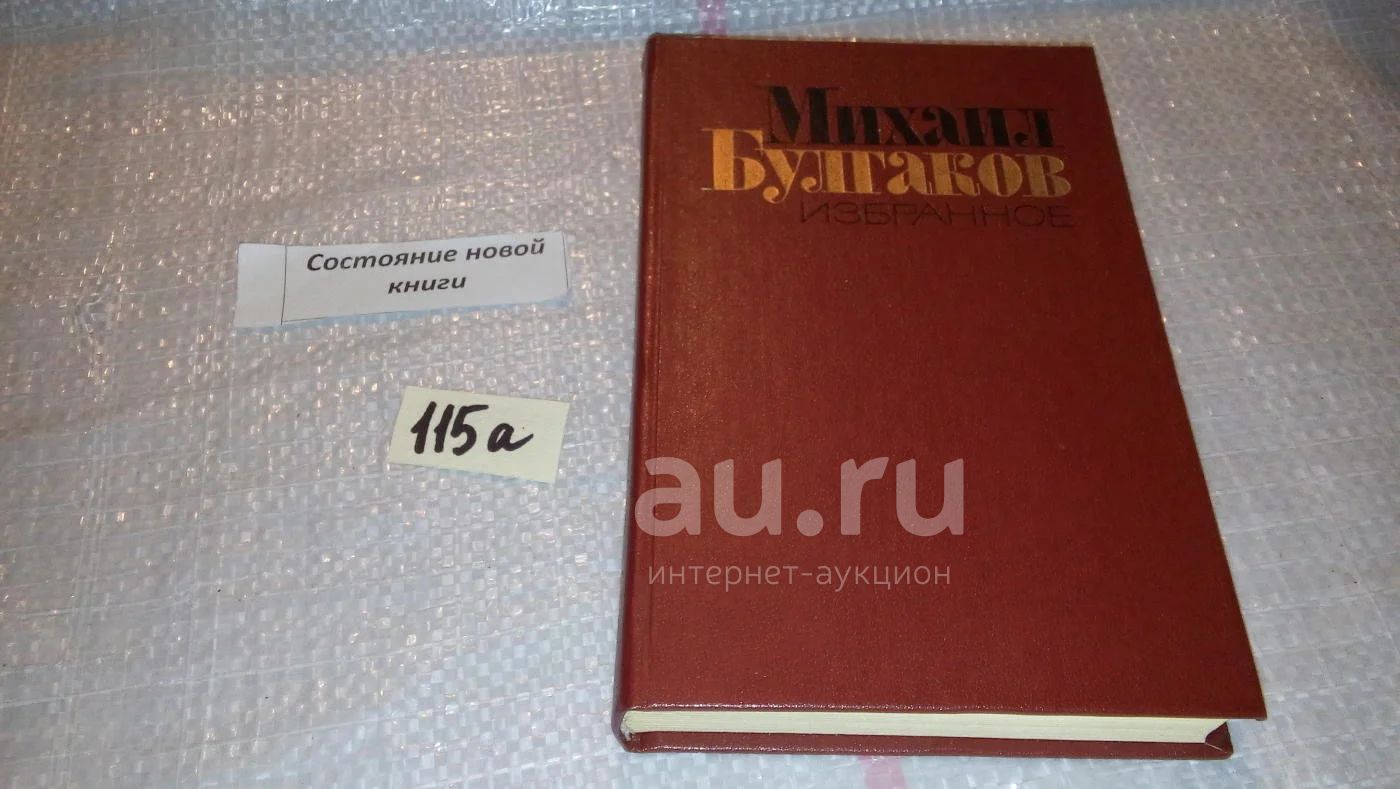 Михаил
Булгаков
ИЗБРАННОЕ
Состояние новой
книги
115а
au.ru
интернет-аукцион